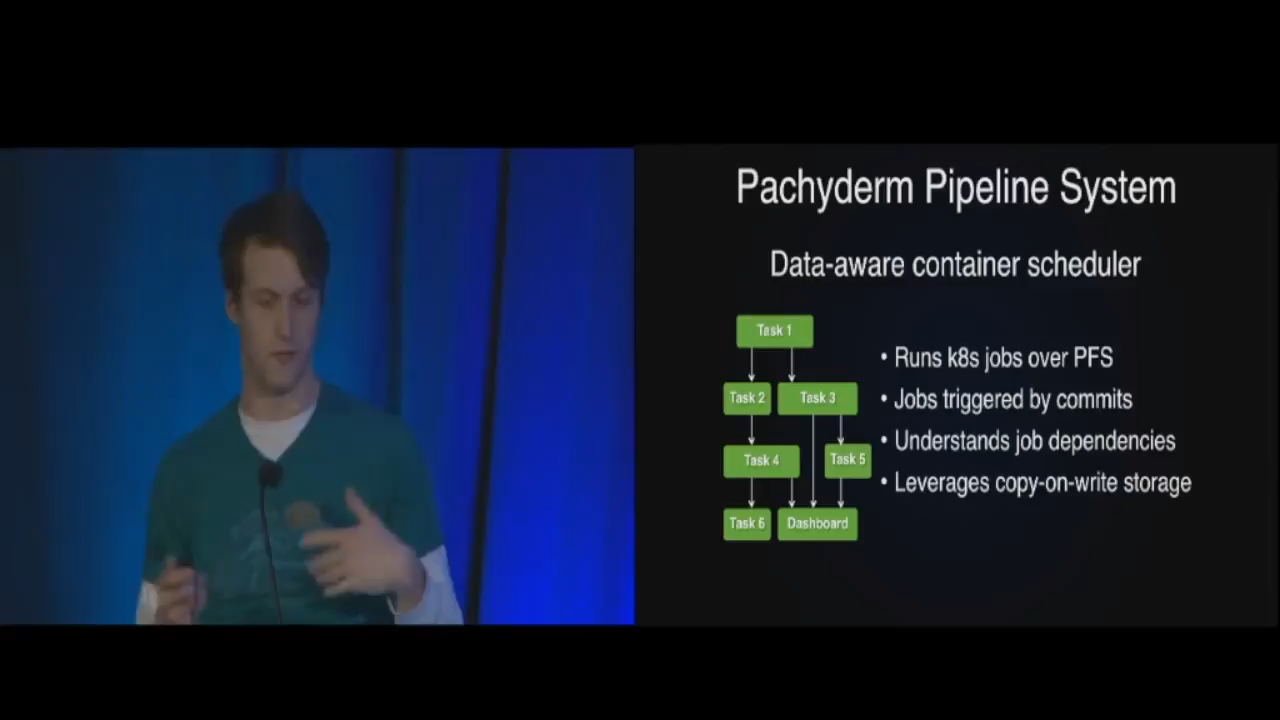 Pachyderm Pipeline System
Data-aware container scheduler
Task 1
Task 2
Task 3
Task 4
Task 5
Task 6
Dashboard
• Runs k8s jobs over PFS
• Jobs triggered by commits
• Understands job dependencies
• Leverages copy-on-write storage